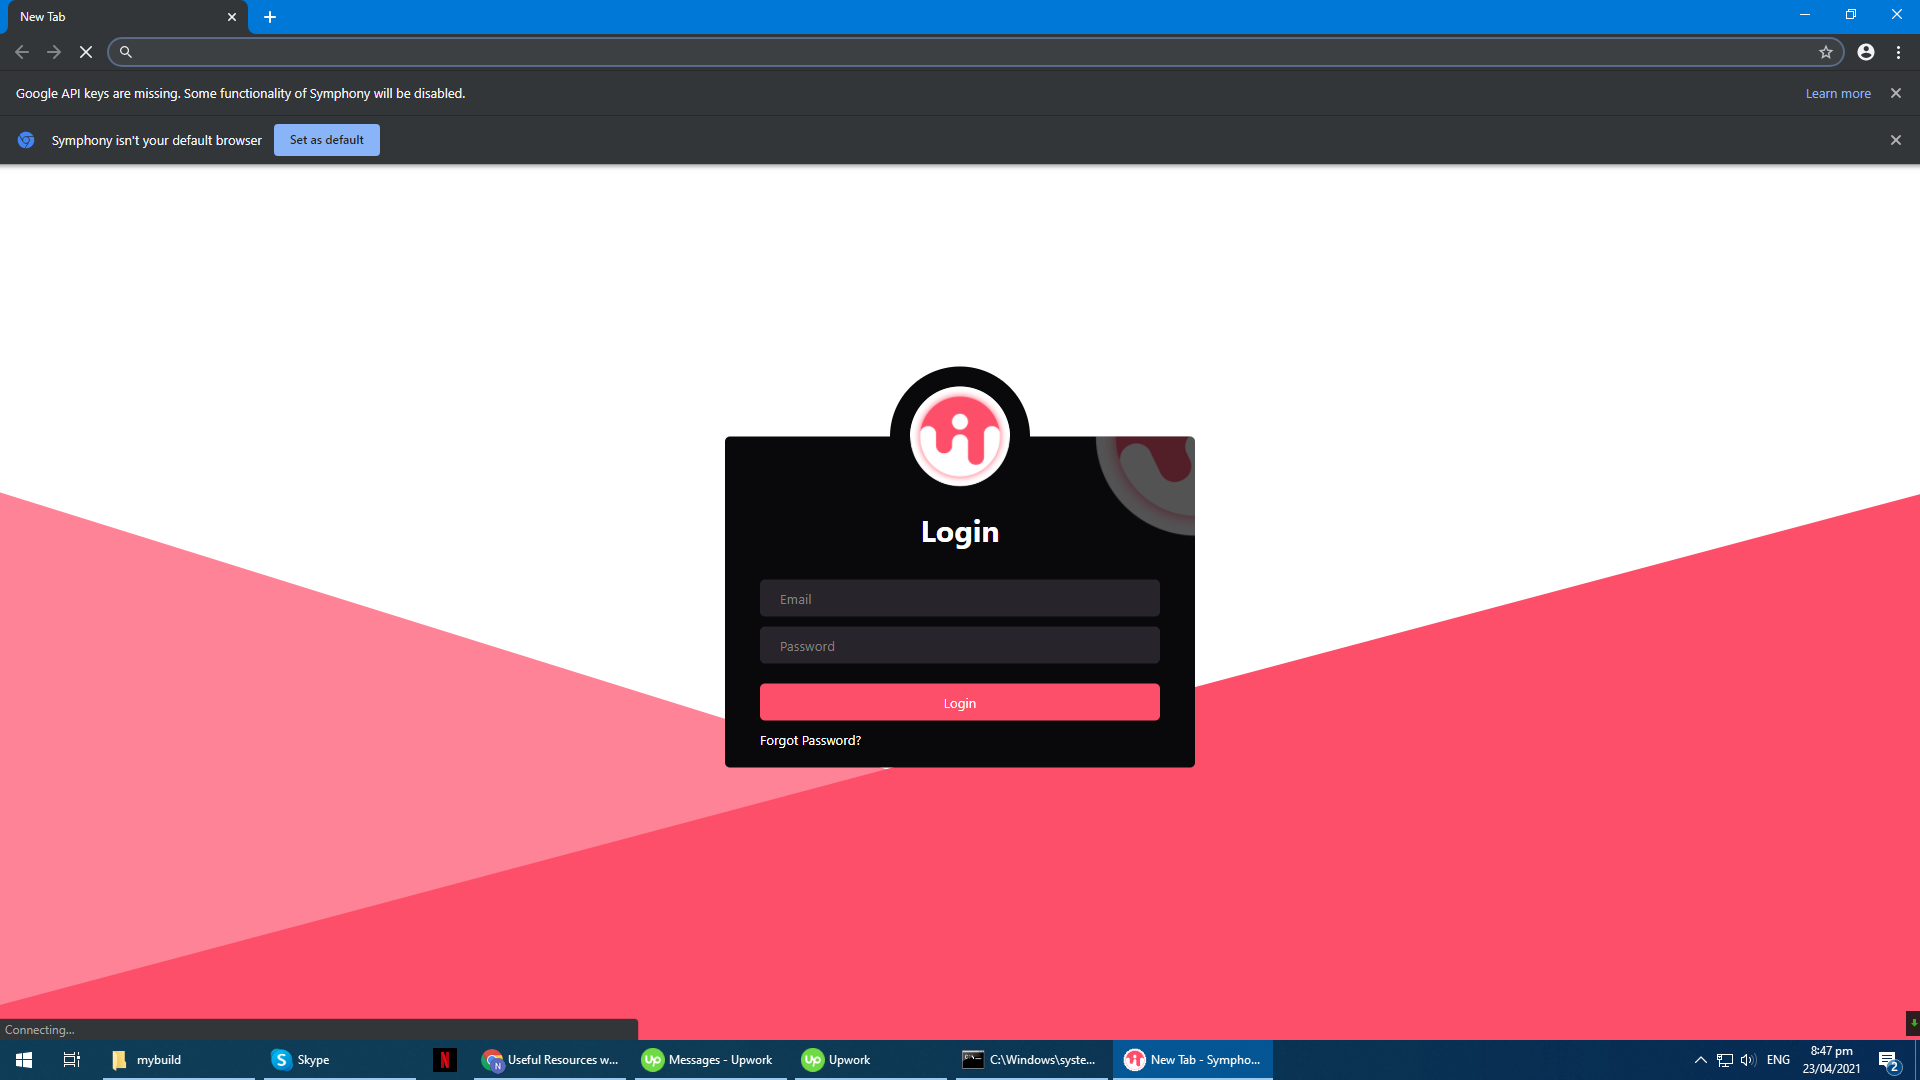 New Tab
Google API keys are missing. Some functionality of Symphony will be disabled.
Learn more
Symphony isn't your default browser
Set as default
Login
Email
Password
Login
Forgot Password?
Connecting...
mybuild
Skype
N
Useful Resources w...
N
Up
Messages - Upwork
Up
Upwork
C:\Windows\syste...
New Tab - Sympho...
ENG
8:47 pm
23/04/2021
2